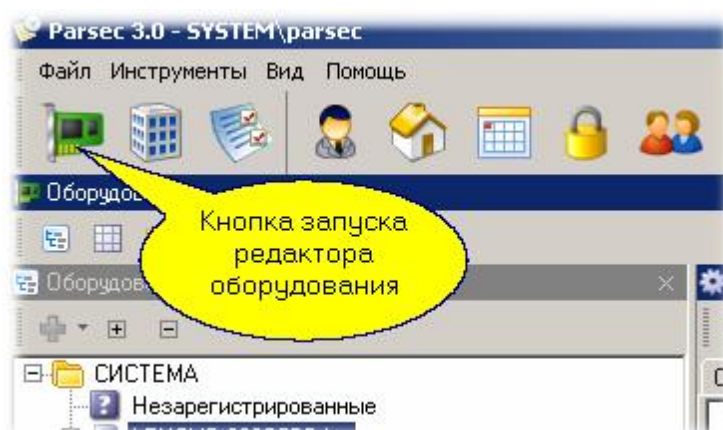 Parsec 3.0 - SYSTEM\parsec
Файл Инструменты Вид Помощь
Кнопка запуска
редактора
оборудования
СИСТЕМА
Незарегистрированные